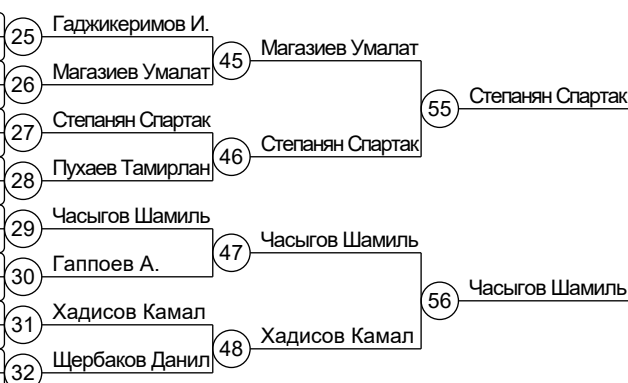 25 Гаджикеримов И.
26 Магазиев Умалат
45 Магазиев Умалат
27 Степанян Спартак
28 Пухаев Тамирлан
46 Степанян Спартак
55 Степанян Спартак
29 Часыгов Шамиль
30 Гаппоев А.
47 Часыгов Шамиль
31 Хадисов Камал
32 Щербаков Данил
48 Хадисов Камал
56 Часыгов Шамиль